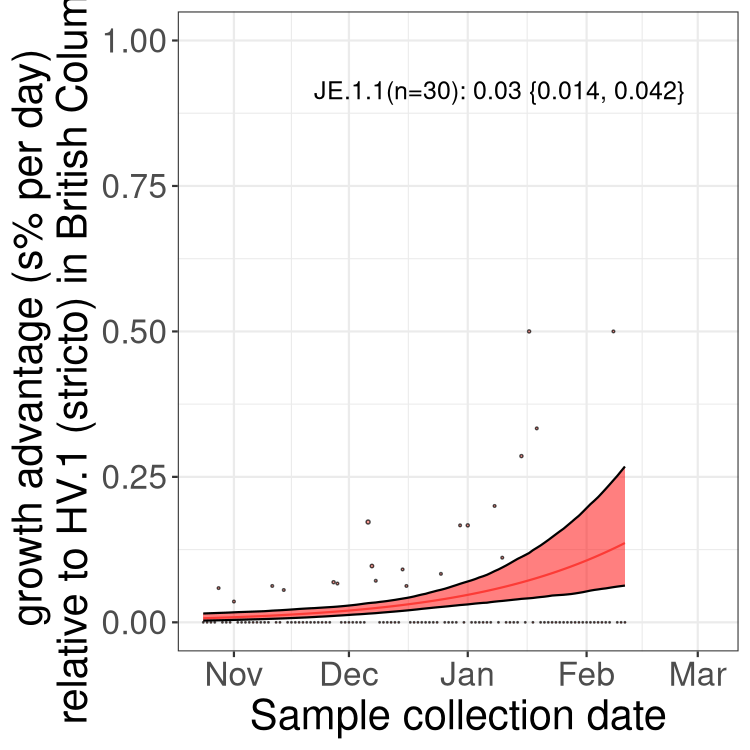 growth advantage (s% per day)
relative to HV.1 (stricto) in British Colum
1.00
0.75
0.50
0.25
0.00
JE.1.1(n=30): 0.03 {0.014, 0.042}
Nov Dec Jan Feb Mar
Sample collection date